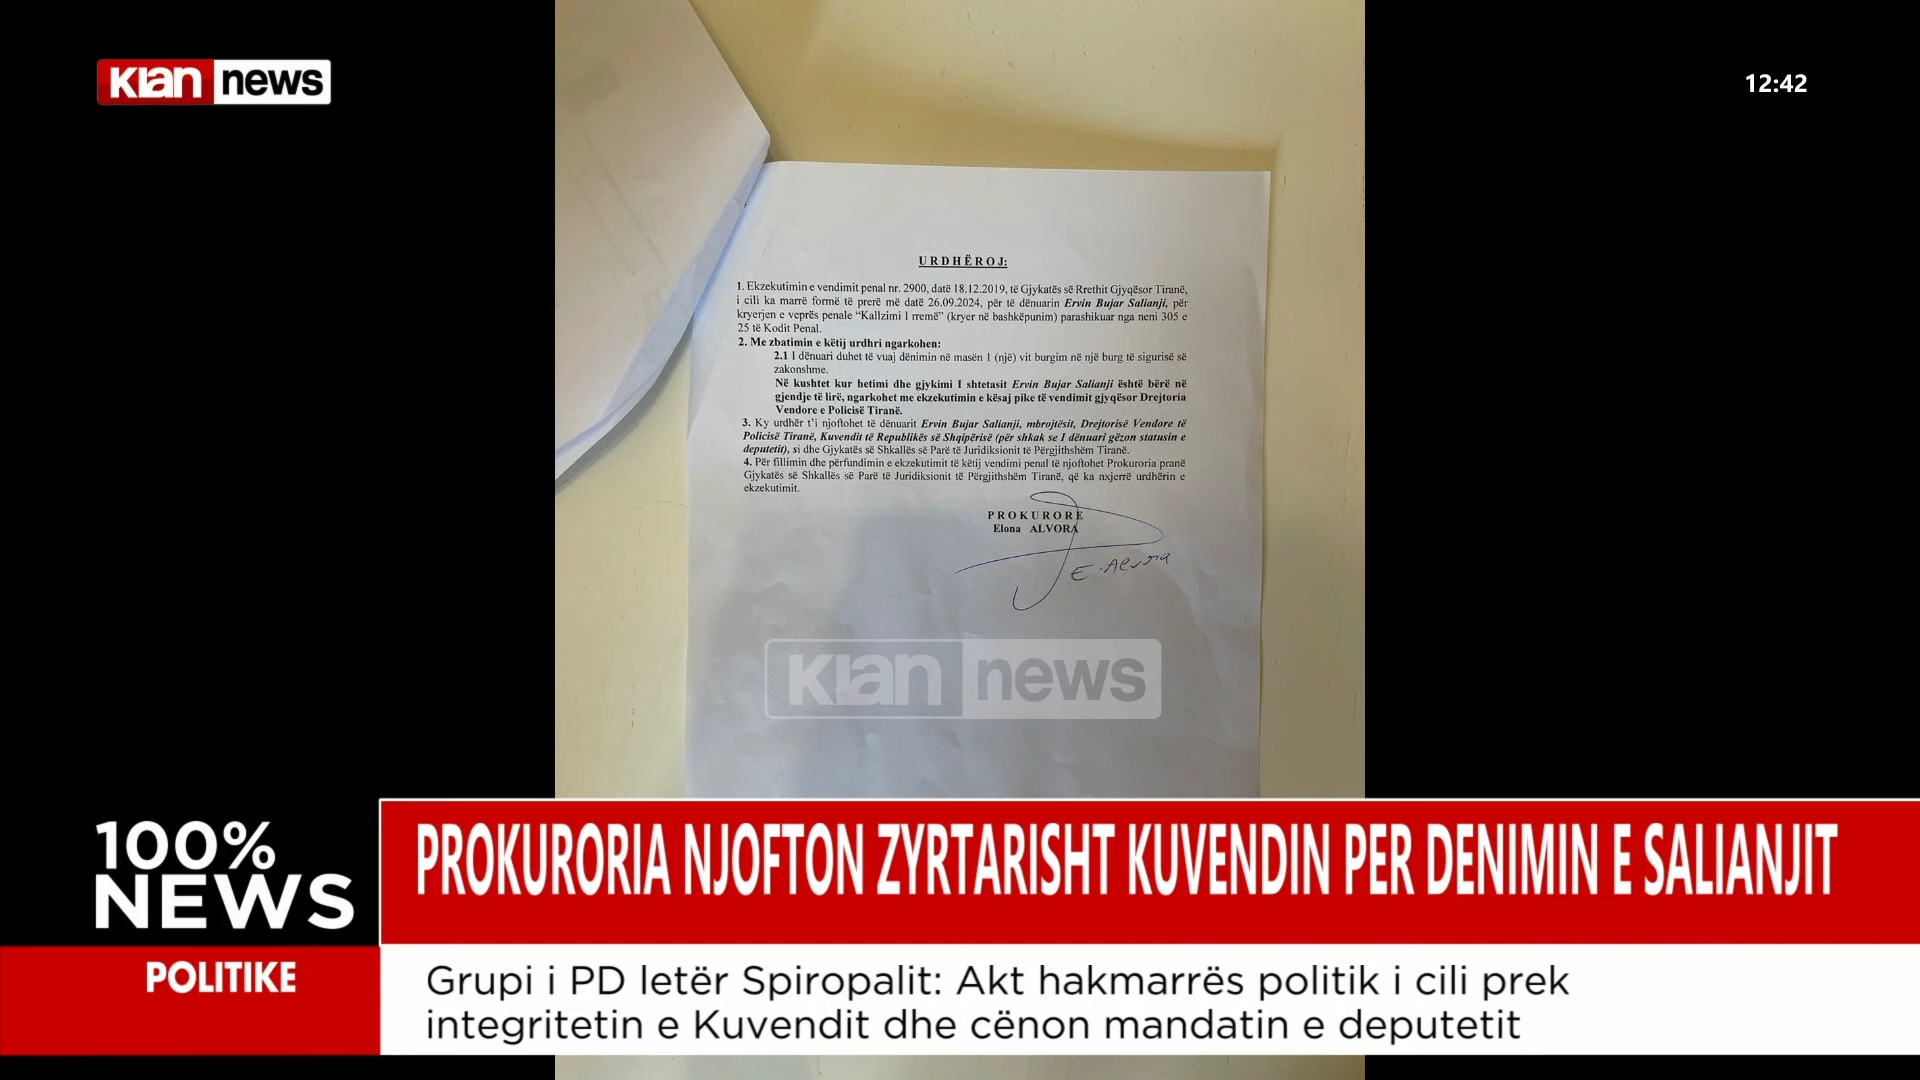 klan news
12:42
URDHËROJ:
1. Ekzekutimin e vendimit penal nr. 2900, datë 18.12.2019, të Gjykatës së Rrethit Gjyqësor Tiranë,
i cili ka marrë formë të prerë më datë 26.09.2024, për të dënuarin Ervin Bujar Salianji, për
kryerjen e veprës penale “Kallzimi I rremë” (kryer në bashkëpunim) parashikuar nga neni 305 e
25 të Kodit Penal.
2. Me zbatimin e këtij urdhri ngarkohen:
2.1 I dënuari duhet të vuaj dënimin në masën 1 (një) vit burgim në një burg të sigurisë së
zakonshme.
Në kushtet kur hetimi dhe gjykimi I shtetasit Ervin Bujar Salianji është bërë në
gjendje të lirë, ngarkohet me ekzekutimin e kësaj pike të vendimit gjyqësor Drejtoria
Vendore e Policisë Tiranë.
3. Ky urdhër t’i njoftohet të dënuarit Ervin Bujar Salianji, mbrojtësit, Drejtorisë Vendore të
Policisë Tiranë, Kuvendit të Republikës së Shqipërisë (për shkak se I dënuari gëzon statusin e
deputetit), si dhe Gjykatës së Shkallës së Parë të Juridiksionit të Përgjithshëm Tiranë.
4. Për fillimin dhe përfundimin e ekzekutimit të këtij vendimi penal të njoftohet Prokuroria pranë
Gjykatës së Shkallës së Parë të Juridiksionit të Përgjithshëm Tiranë, që ka nxjerrë urdhërin e
ekzekutimit.
PROKURORE
Elona ALVORA
E. Alvora
klan news
100%
NEWS
PROKURORIA NJOFTON ZYRTARISHT KUVENDIN PER DENIMIN E SALIANJIT
POLITIKE
Grupi i PD letër Spiropalit: Akt hakmarrës politik i cili prek
integritetin e Kuvendit dhe cënon mandatin e deputetit